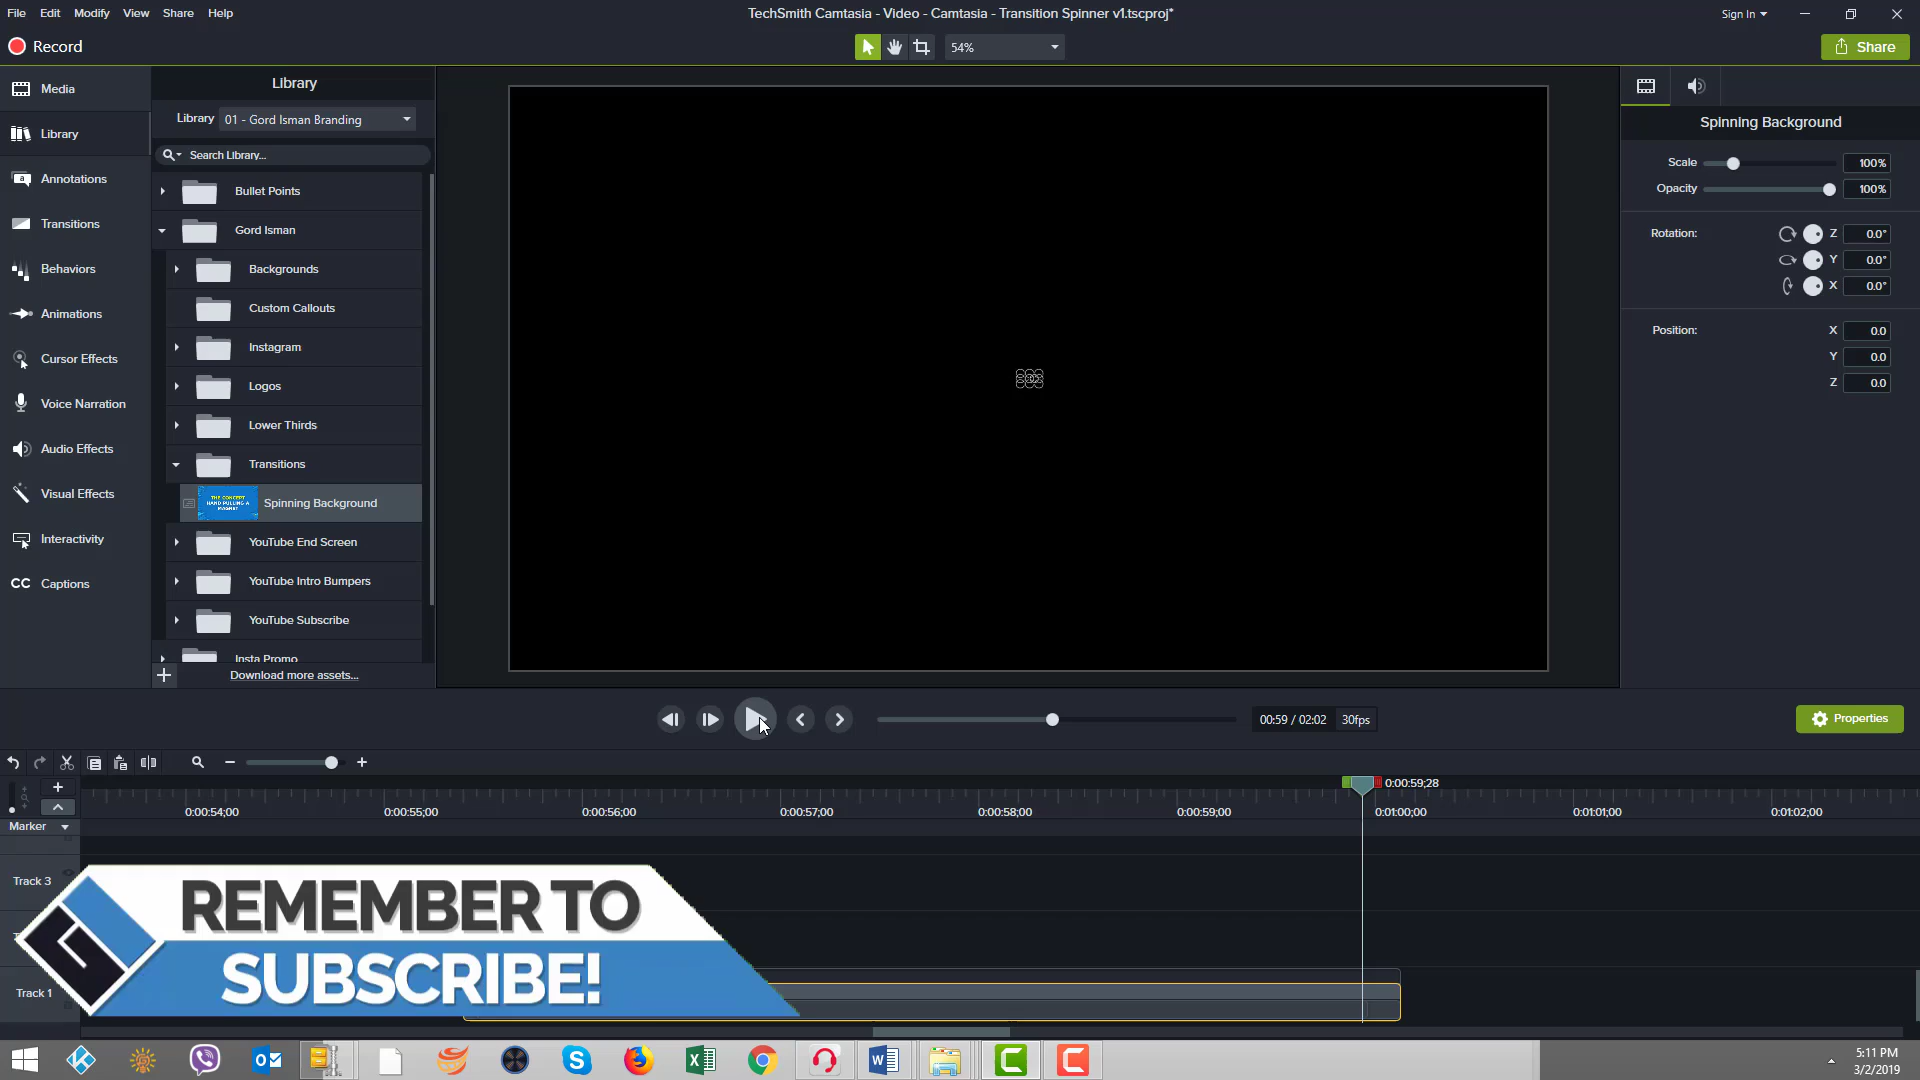 File Edit Modify View Share Help
TechSmith Camtasia - Video - Camtasia - Transition Spinner v1.tscproj*
Sign In
Record
54%
Share
Media
Library
Annotations
Transitions
Behaviors
Animations
Cursor Effects
Voice Narration
Audio Effects
Visual Effects
Interactivity
CC Captions
Library
Library 01 - Gord Isman Branding
Search Library...
Bullet Points
Gord Isman
Backgrounds
Custom Callouts
Instagram
Logos
Lower Thirds
Transitions
THE CONCEPT
HAND PULLING A
MAGNET
Spinning Background
YouTube End Screen
YouTube Intro Bumpers
YouTube Subscribe
Insta Promo
Download more assets...
Spinning Background
Scale 100%
Opacity 100%
Rotation: Z 0.0°
Y 0.0°
X 0.0°
Position: X 0.0
Y 0.0
Z 0.0
00:59 / 02:02 30fps
Properties
0:00:59;28
0:00:54;00 0:00:55;00 0:00:56;00 0:00:57;00 0:00:58;00 0:00:59;00 0:01:00;00 0:01:01;00 0:01:02;00
Marker
Track 3
Track 1
REMEMBER TO
SUBSCRIBE!
5:11 PM
3/2/2019